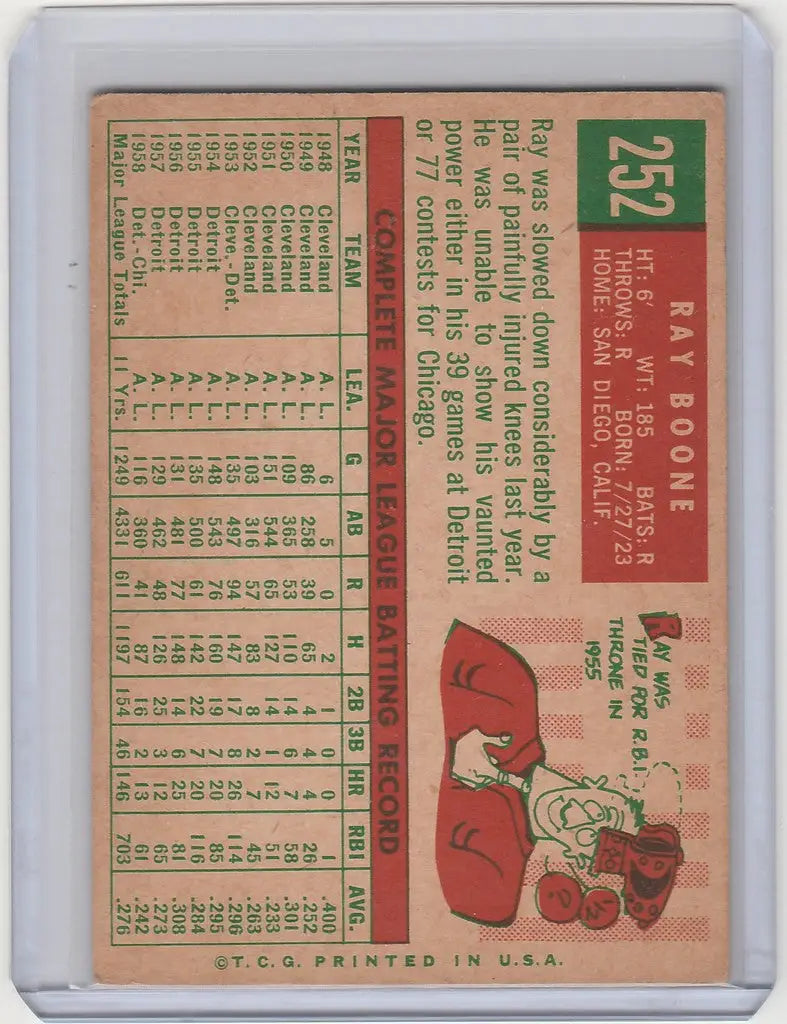 252
RAY BOONE
HT: 6' WT: 185 BATS: R
THROWS: R BORN: 7/27/23
HOME: SAN DIEGO, CALIF.
Ray was slowed down considerably by a
pair of painfully injured knees last year.
He was unable to show his vaunted
power either in his 39 games at Detroit
or 77 contests for Chicago.
RAY WAS
TIED FOR R.B.I.
THRONE IN
1955
COMPLETE MAJOR LEAGUE BATTING RECORD
YEAR TEAM LEA. G AB R H 2B 3B HR RBI AVG.
1948 Cleveland A. L. 6 5 0 2 1 0 0 1 .400
1949 Cleveland A. L. 86 258 39 65 4 4 4 26 .252
1950 Cleveland A. L. 109 365 53 110 14 6 7 58 .301
1951 Cleveland A. L. 151 544 65 127 14 1 12 51 .233
1952 Cleveland A. L. 103 316 57 83 8 2 7 45 .263
1953 Cleve.-Det. A. L. 135 497 94 147 17 8 26 114 .296
1954 Detroit A. L. 148 543 76 160 19 7 20 85 .295
1955 Detroit A. L. 135 500 61 142 22 7 20 116 .284
1956 Detroit A. L. 131 481 77 148 14 6 25 81 .308
1957 Detroit A. L. 129 462 48 126 25 3 12 65 .273
1958 Det.-Chi. A. L. 116 360 41 87 16 2 13 61 .242
Major League Totals 11 Yrs. 1249 4331 611 1197 154 46 146 703 .276
©T. C. G. PRINTED IN U.S.A.